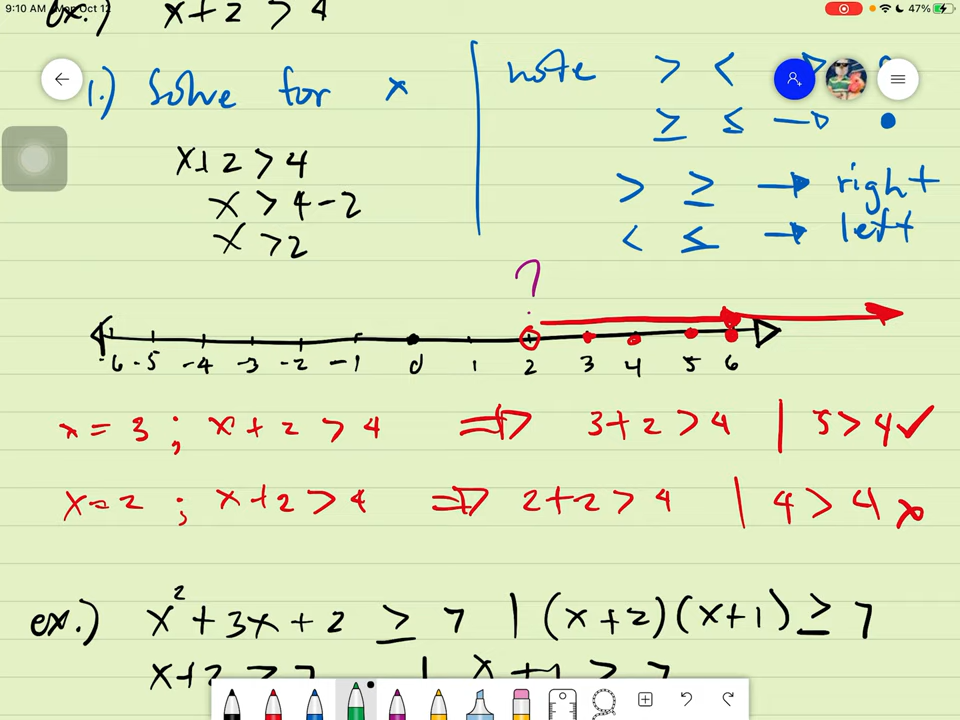 9:10 AM Mon Oct 12
47%
ex.) x+2 > 4
1.) Solve for x
x+2 > 4
x > 4-2
x > 2
note > <
≥ ≤ → •
> ≥ → right
< ≤ → left
?
-6 -5 -4 -3 -2 -1 0 1 2 3 4 5 6
x = 3 ; x+2 > 4 ⇒ 3+2 > 4 | 5 > 4 ✓
x = 2 ; x+2 > 4 ⇒ 2+2 > 4 | 4 > 4 x
ex.) x² + 3x + 2 ≥ 7 | (x+2)(x+1) ≥ 7